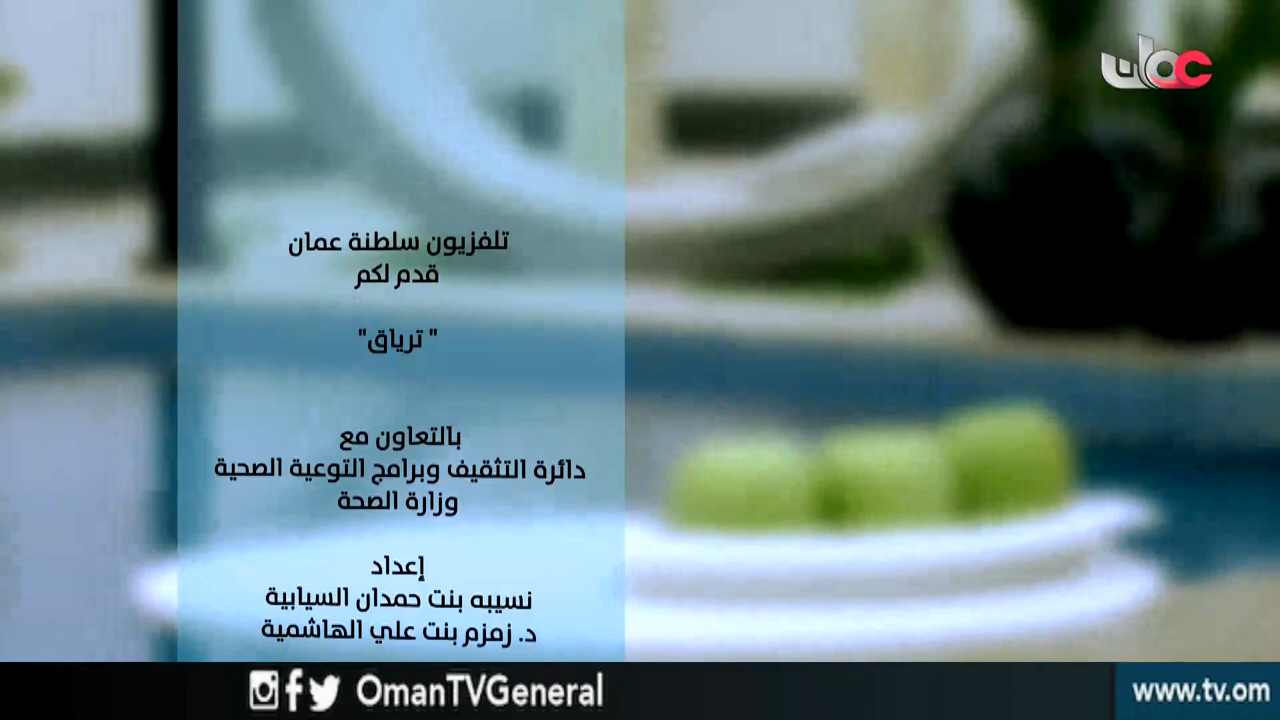 عمان
تلفزيون سلطنة عمان
قدم لكم
" ترياق"
بالتعاون مع
دائرة التثقيف وبرامج التوعية الصحية
وزارة الصحة
إعداد
نسيبه بنت حمدان السيابية
د. زمزم بنت علي الهاشمية
OmanTVGeneral
www.tv.om